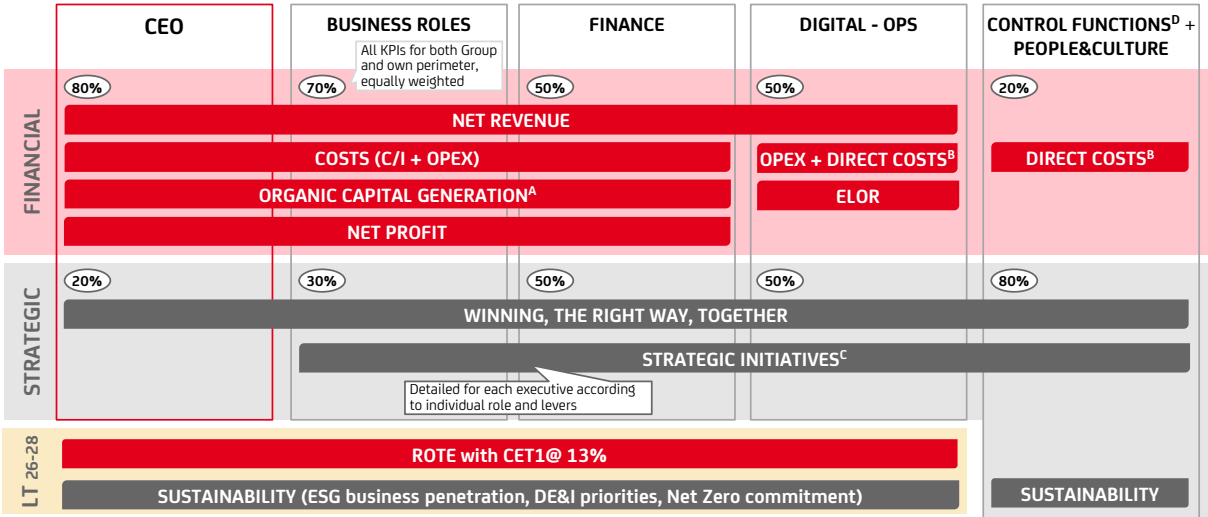 CEO
BUSINESS ROLES
FINANCE
DIGITAL - OPS
CONTROL FUNCTIONSᴰ +
PEOPLE&CULTURE
All KPIs for both Group
and own perimeter,
equally weighted
FINANCIAL
80%
70%
50%
50%
20%
NET REVENUE
COSTS (C/I + OPEX)
OPEX + DIRECT COSTSᴮ
DIRECT COSTSᴮ
ORGANIC CAPITAL GENERATIONᴬ
ELOR
NET PROFIT
STRATEGIC
20%
30%
50%
50%
80%
WINNING, THE RIGHT WAY, TOGETHER
STRATEGIC INITIATIVESᶜ
Detailed for each executive according
to individual role and levers
LT 26-28
ROTE with CET1@ 13%
SUSTAINABILITY (ESG business penetration, DE&I priorities, Net Zero commitment)
SUSTAINABILITY